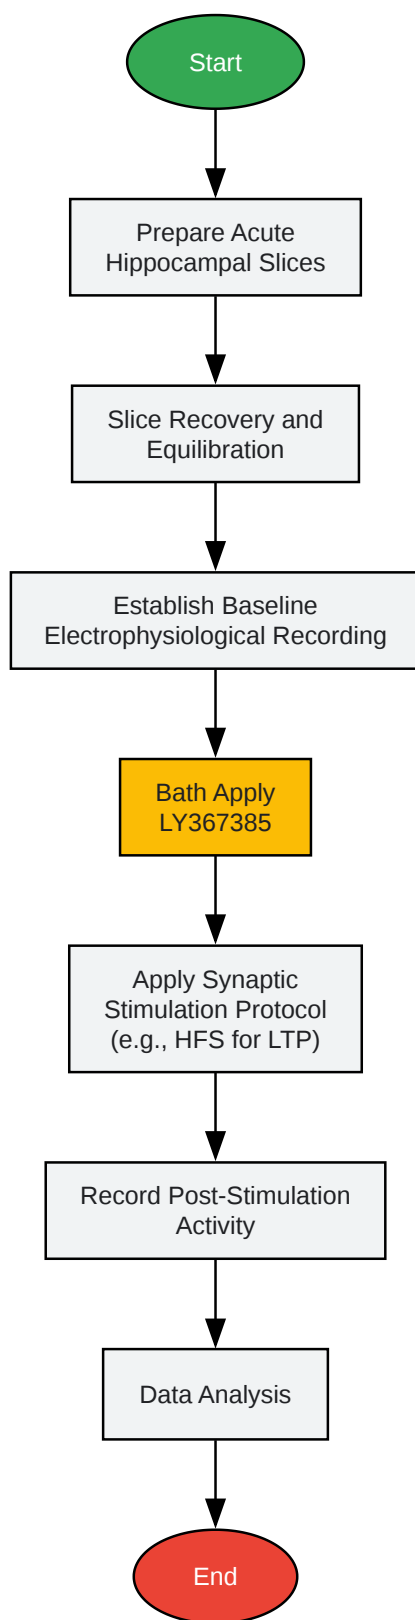 Start
Prepare Acute
Hippocampal Slices
Slice Recovery and
Equilibration
Establish Baseline
Electrophysiological Recording
Bath Apply
LY367385
Apply Synaptic
Stimulation Protocol
(e.g., HFS for LTP)
Record Post-Stimulation
Activity
Data Analysis
End